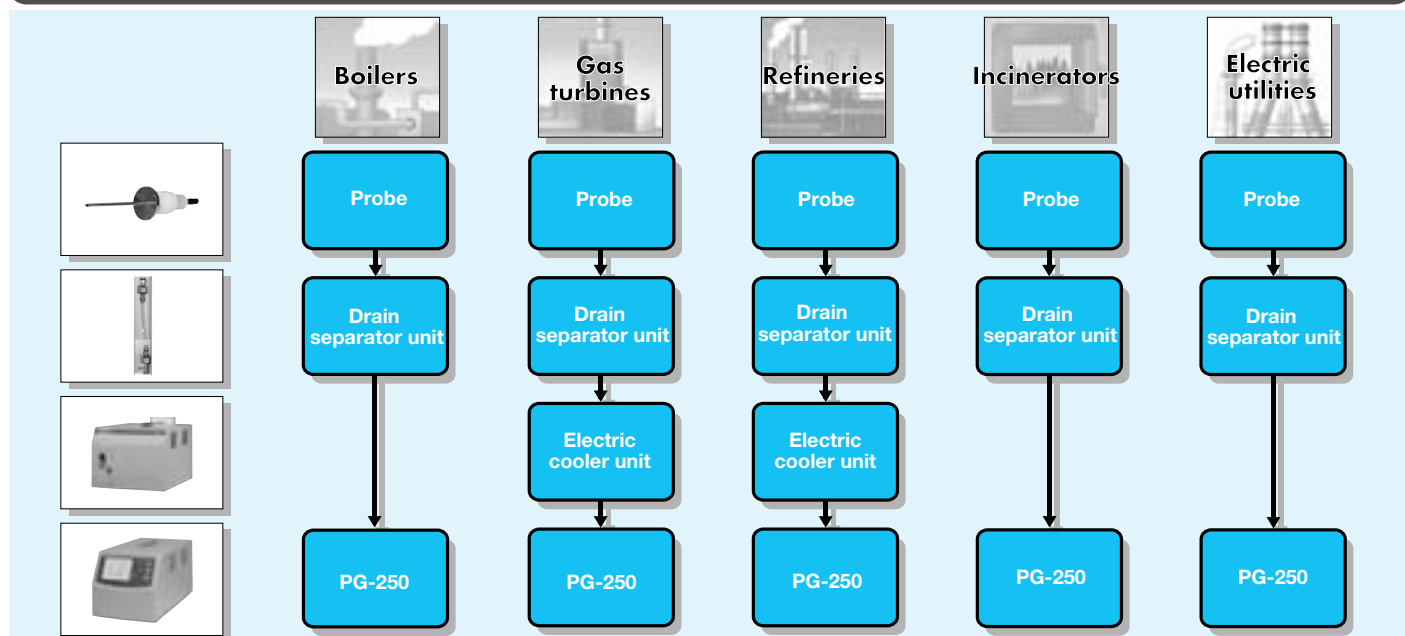 Boilers
Gas
turbines
Refineries
Incinerators
Electric
utilities
Probe
Probe
Probe
Probe
Probe
Drain
separator unit
Drain
separator unit
Drain
separator unit
Drain
separator unit
Drain
separator unit
Electric
cooler unit
Electric
cooler unit
PG-250
PG-250
PG-250
PG-250
PG-250